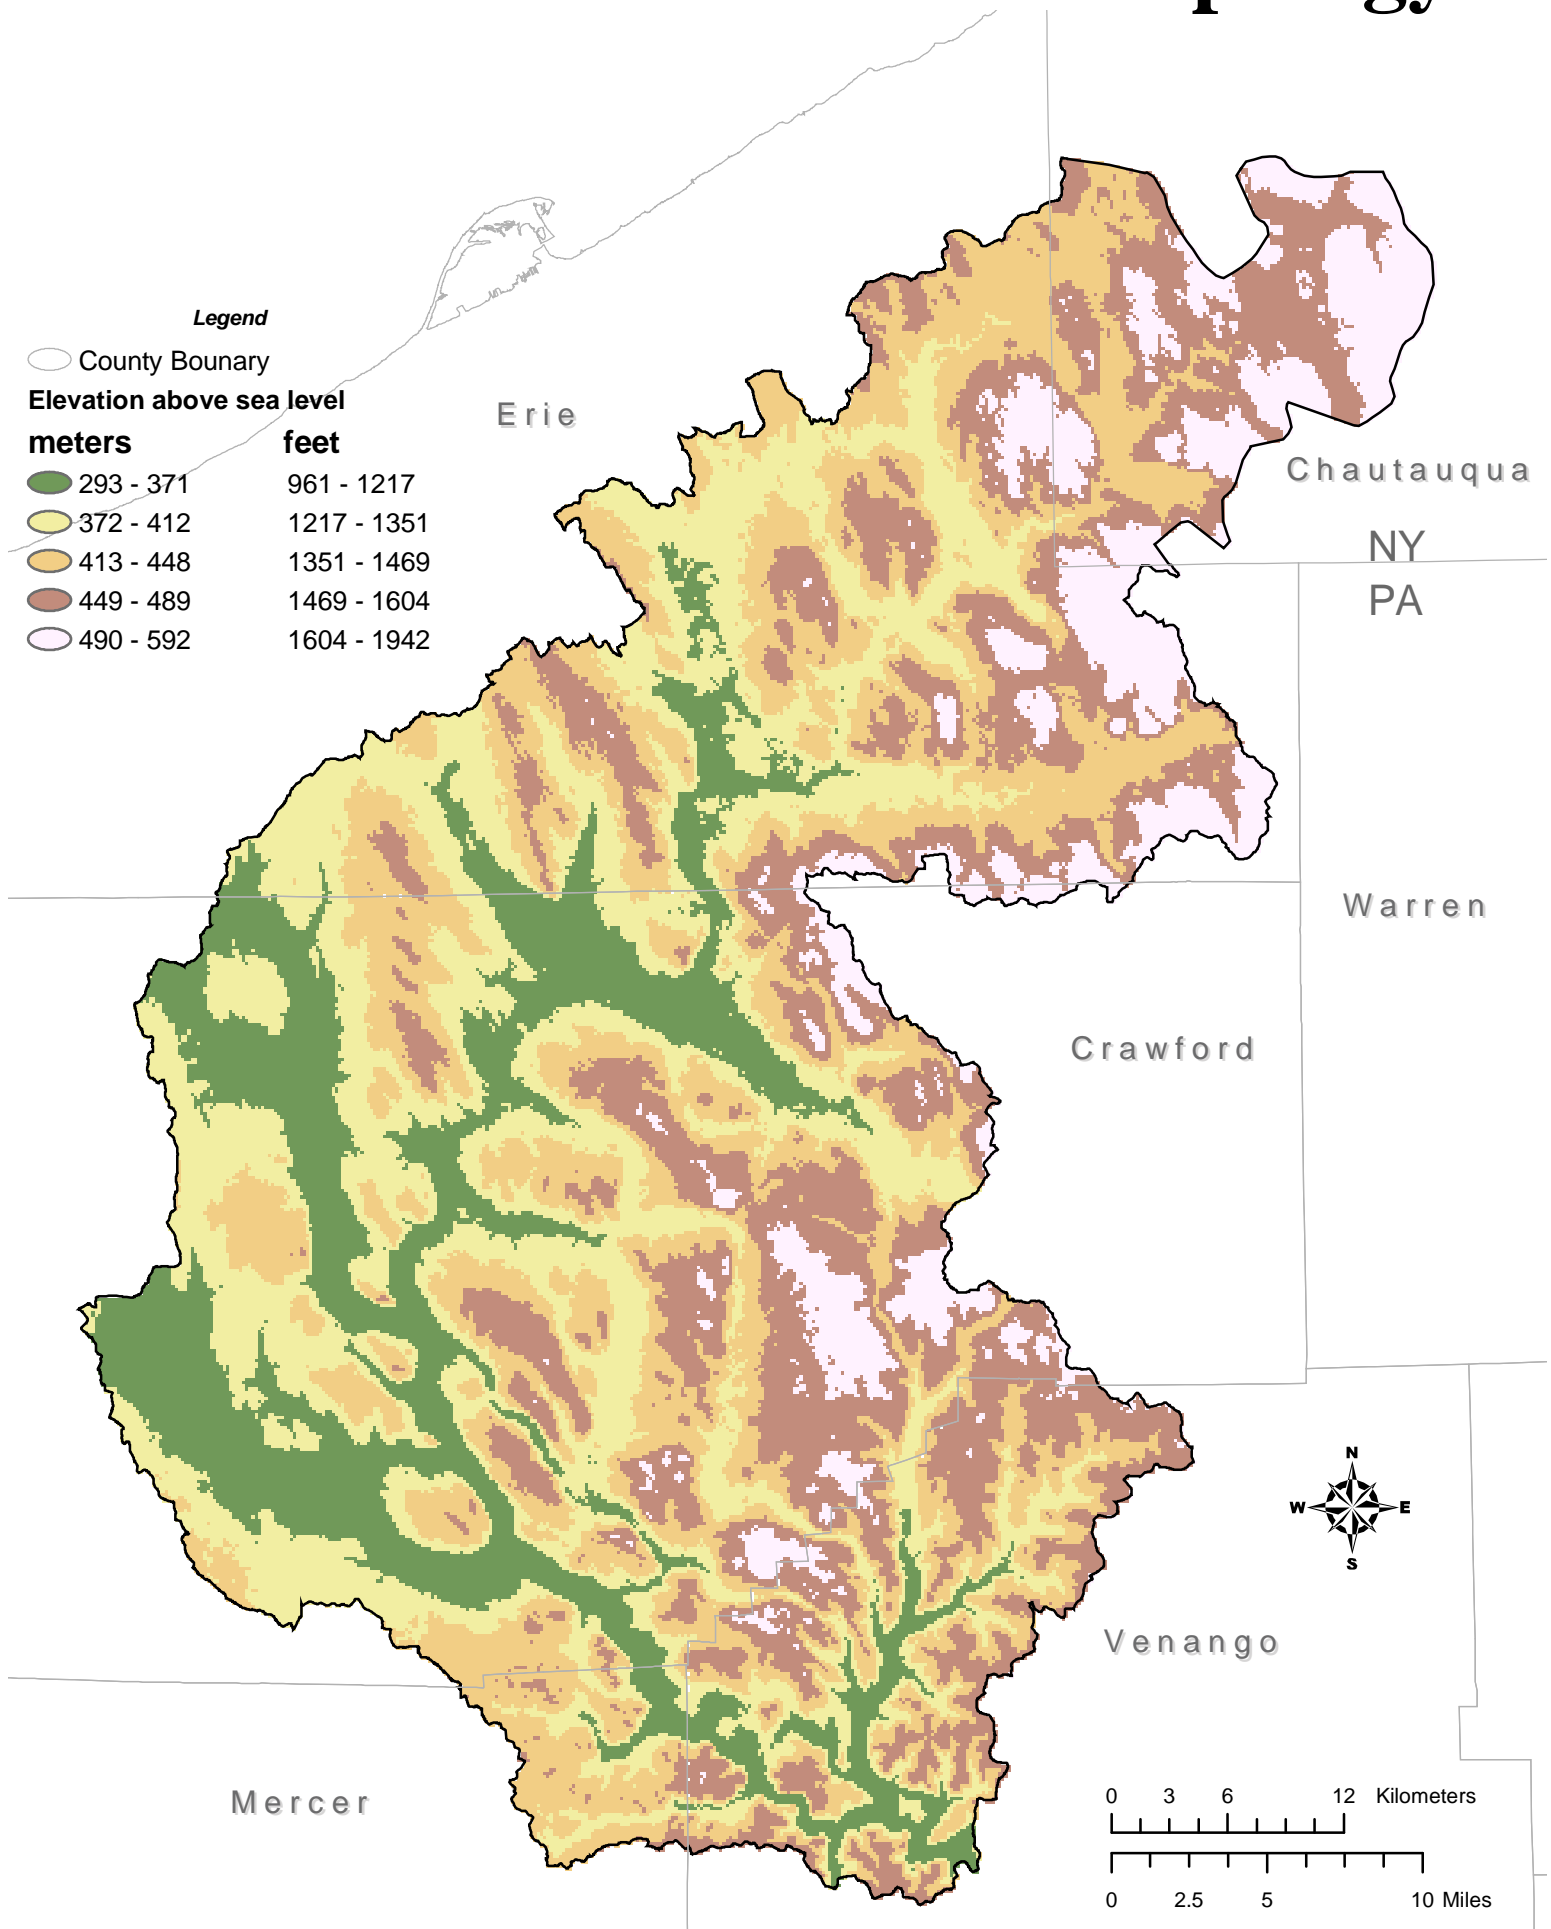 Legend
County Bounary
Elevation above sea level
meters feet
293 - 371 961 - 1217
372 - 412 1217 - 1351
413 - 448 1351 - 1469
449 - 489 1469 - 1604
490 - 592 1604 - 1942
Erie
Chautauqua
NY
PA
Warren
Crawford
N
W E
S
Venango
Mercer
0 3 6 12 Kilometers
0 2.5 5 10 Miles